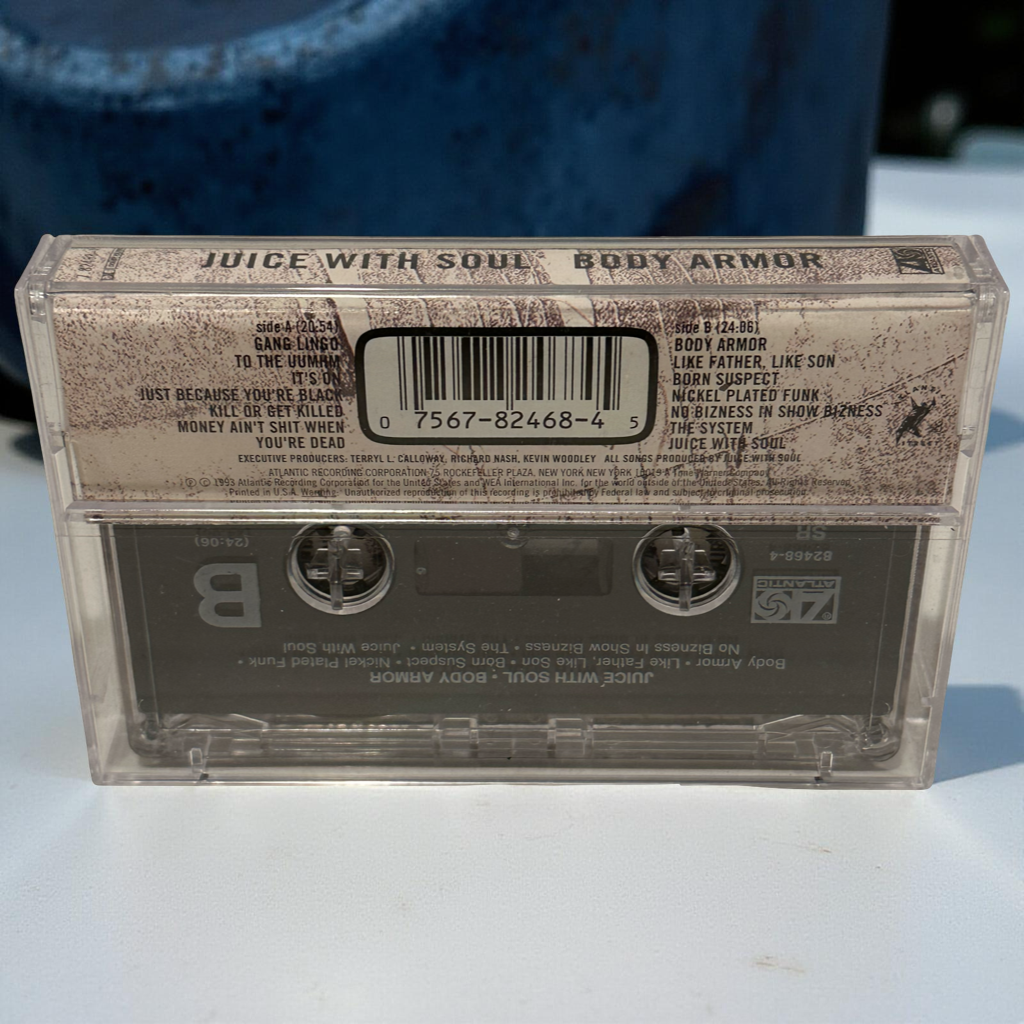 JUICE WITH SOUL BODY ARMOR
side A (20:54)
GANG LINGO
TO THE UUMHM
IT'S ON
JUST BECAUSE YOU'RE BLACK
KILL OR GET KILLED
MONEY AIN'T SHIT WHEN
YOU'RE DEAD
0 7567-82468-4 5
side B (24:06)
BODY ARMOR
LIKE FATHER, LIKE SON
BORN SUSPECT
NICKEL PLATED FUNK
NO BIZNESS IN SHOW BIZNESS
THE SYSTEM
JUICE WITH SOUL
EXECUTIVE PRODUCERS: TERRYL L. CALLOWAY, RICHARD NASH, KEVIN WOODLEY ALL SONGS PRODUCED BY JUICE WITH SOUL
ATLANTIC RECORDING CORPORATION 75 ROCKEFELLER PLAZA, NEW YORK NEW YORK A Time Warner Company
℗ © 1993 Atlantic Recording Corporation for the United States and WEA International Inc. for the world outside of the United States. All Rights Reserved
Printed in U.S.A. Warning: Unauthorized reproduction of this recording is prohibited by Federal law and subject to criminal prosecution.
JUICE WITH SOUL • BODY ARMOR
Body Armor • Like Father, Like Son • Born Suspect • Nickel Plated Funk •
No Bizness In Show Bizness • The System • Juice With Soul
ATLANTIC
B
82468-4
SR
(24:06)